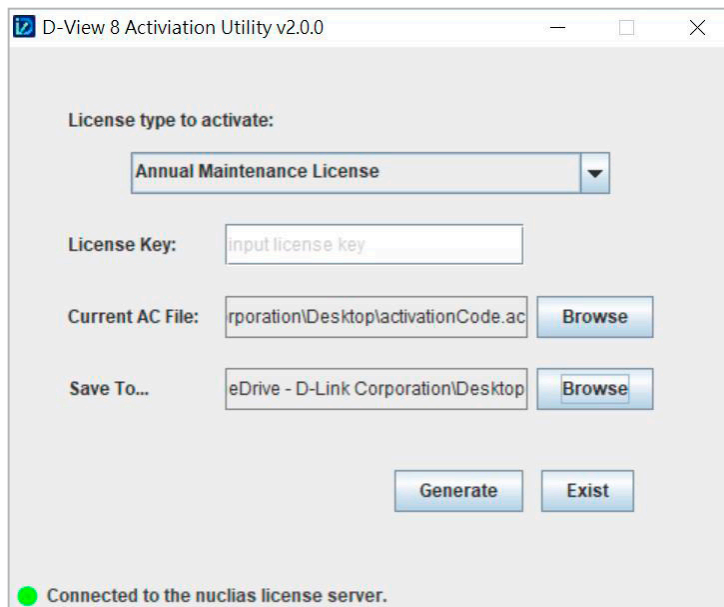 D-View 8 Activiation Utility v2.0.0
License type to activate:
Annual Maintenance License
License Key: input license key
Current AC File: rporation\Desktop\activationCode.ac Browse
Save To... eDrive - D-Link Corporation\Desktop Browse
Generate Exist
Connected to the nuclias license server.